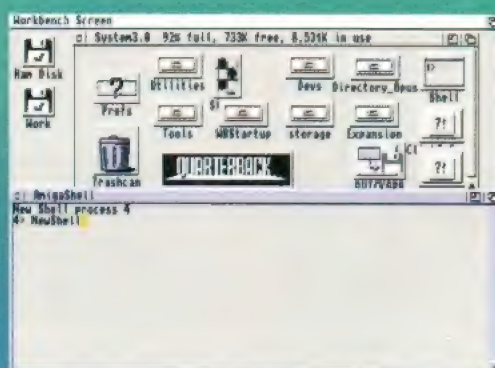 Workbench Screen
System3.0 92% full, 733K free, 8,531K in use
Ram Disk
Work
Prefs
Utilities
Devs
Directory_Opus
Shell
Tools
WBStartup
storage
Expansion
Trashcan
QUARTERBACK
AmigaShell
New Shell process 4
4> NewShell